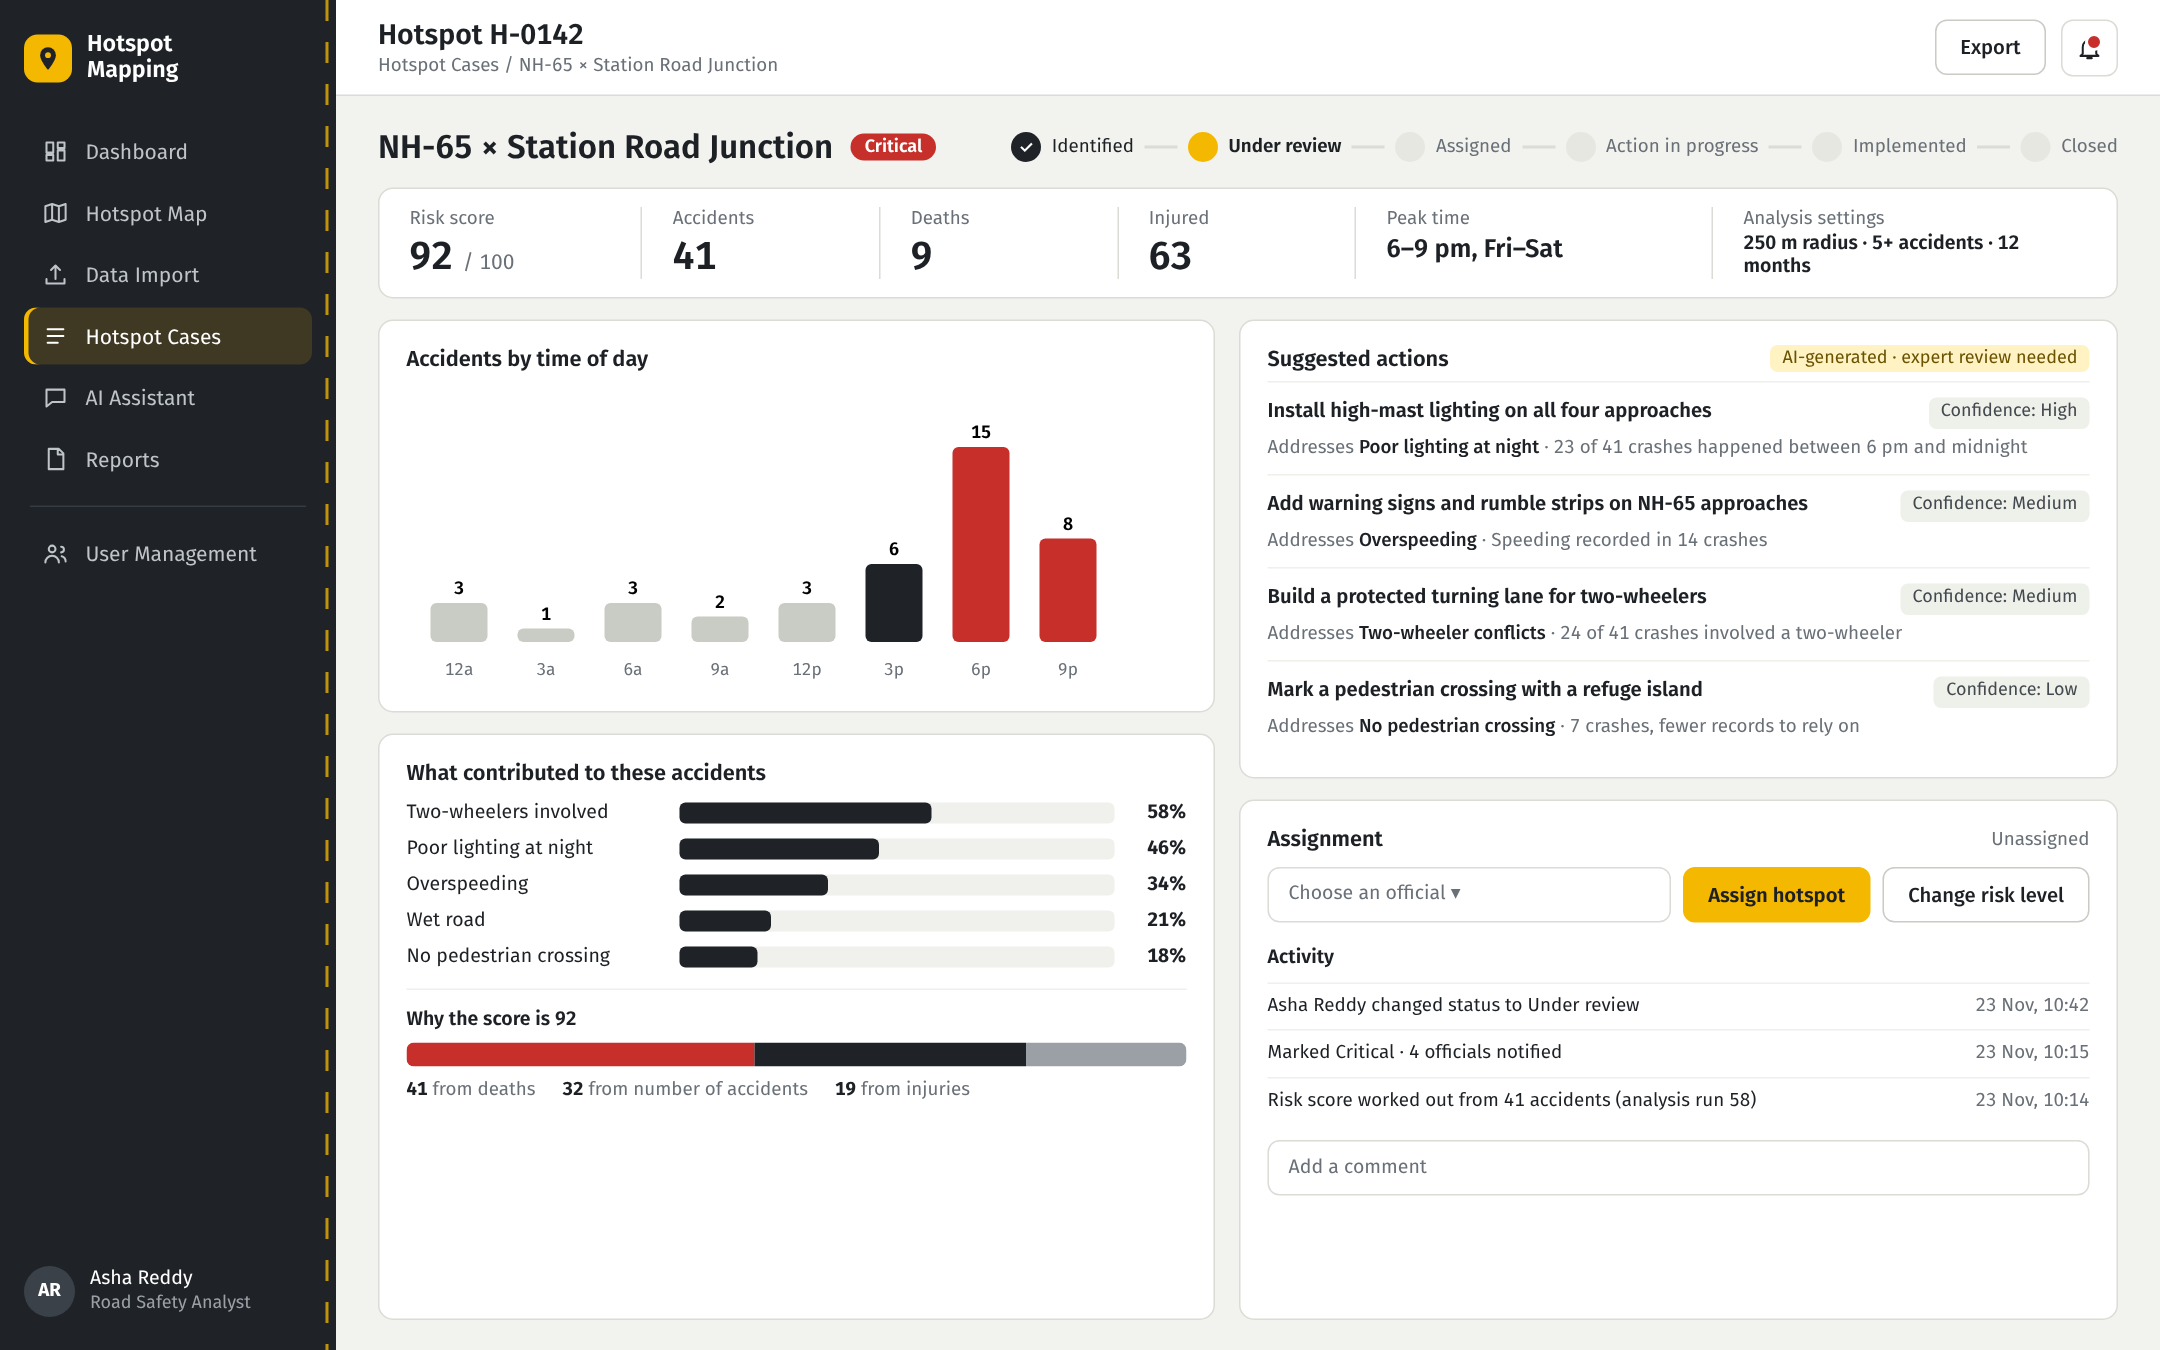 Hotspot
Mapping
Dashboard
Hotspot Map
Data Import
Hotspot Cases
AI Assistant
Reports
User Management
AR
Asha Reddy
Road Safety Analyst
Hotspot H-0142
Hotspot Cases / NH-65 × Station Road Junction
Export
NH-65 × Station Road Junction
Critical
Identified
Under review
Assigned
Action in progress
Implemented
Closed
Risk score
92 / 100
Accidents
41
Deaths
9
Injured
63
Peak time
6–9 pm, Fri–Sat
Analysis settings
250 m radius · 5+ accidents · 12
months
Accidents by time of day
3
1
3
2
3
6
15
8
12a
3a
6a
9a
12p
3p
6p
9p
What contributed to these accidents
Two-wheelers involved 58%
Poor lighting at night 46%
Overspeeding 34%
Wet road 21%
No pedestrian crossing 18%
Why the score is 92
41 from deaths 32 from number of accidents 19 from injuries
Suggested actions
AI-generated · expert review needed
Install high-mast lighting on all four approaches
Confidence: High
Addresses Poor lighting at night · 23 of 41 crashes happened between 6 pm and midnight
Add warning signs and rumble strips on NH-65 approaches
Confidence: Medium
Addresses Overspeeding · Speeding recorded in 14 crashes
Build a protected turning lane for two-wheelers
Confidence: Medium
Addresses Two-wheeler conflicts · 24 of 41 crashes involved a two-wheeler
Mark a pedestrian crossing with a refuge island
Confidence: Low
Addresses No pedestrian crossing · 7 crashes, fewer records to rely on
Assignment
Unassigned
Choose an official ▾
Assign hotspot
Change risk level
Activity
Asha Reddy changed status to Under review 23 Nov, 10:42
Marked Critical · 4 officials notified 23 Nov, 10:15
Risk score worked out from 41 accidents (analysis run 58) 23 Nov, 10:14
Add a comment